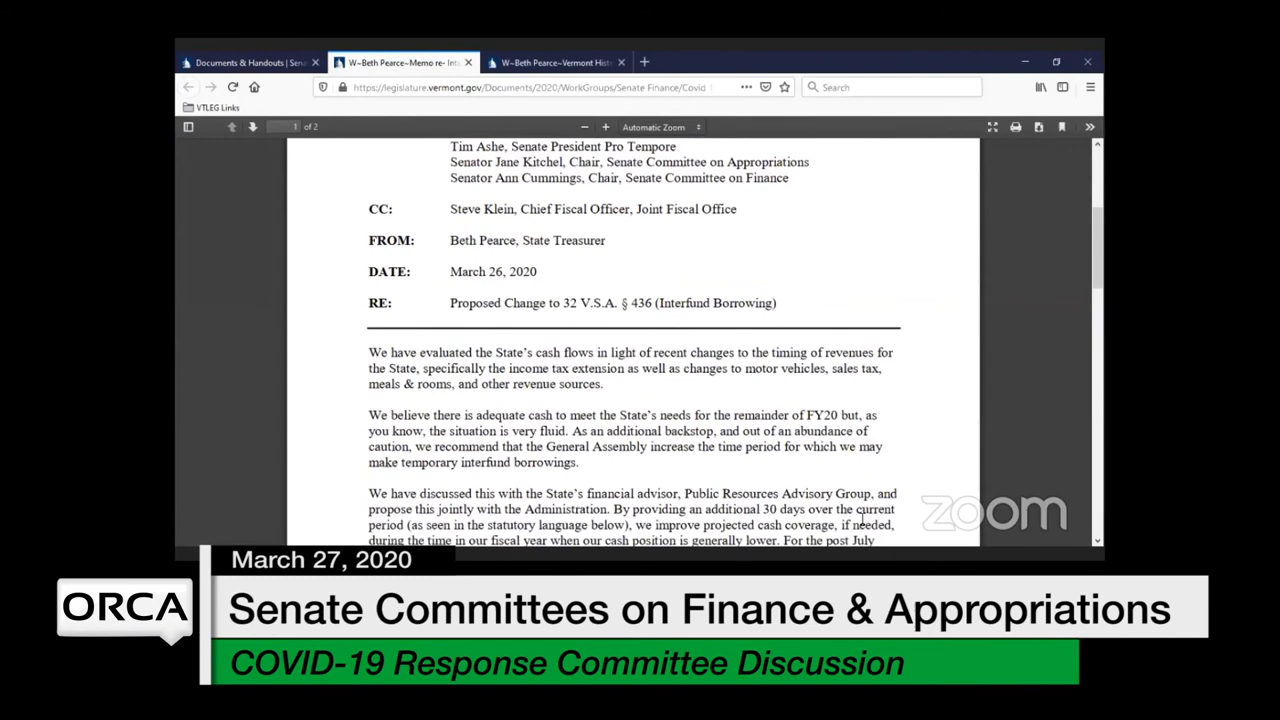 Documents & Handouts | Sen
W~Beth Pearce~Memo re- Int
W~Beth Pearce~Vermont Hist
https://legislature.vermont.gov/Documents/2020/WorkGroups/Senate Finance/Covid
Search
VTLEG Links
1 of 2
Automatic Zoom
Tim Ashe, Senate President Pro Tempore
Senator Jane Kitchel, Chair, Senate Committee on Appropriations
Senator Ann Cummings, Chair, Senate Committee on Finance
CC: Steve Klein, Chief Fiscal Officer, Joint Fiscal Office
FROM: Beth Pearce, State Treasurer
DATE: March 26, 2020
RE: Proposed Change to 32 V.S.A. § 436 (Interfund Borrowing)
We have evaluated the State's cash flows in light of recent changes to the timing of revenues for
the State, specifically the income tax extension as well as changes to motor vehicles, sales tax,
meals & rooms, and other revenue sources.
We believe there is adequate cash to meet the State's needs for the remainder of FY20 but, as
you know, the situation is very fluid. As an additional backstop, and out of an abundance of
caution, we recommend that the General Assembly increase the time period for which we may
make temporary interfund borrowings.
We have discussed this with the State's financial advisor, Public Resources Advisory Group, and
propose this jointly with the Administration. By providing an additional 30 days over the current
period (as seen in the statutory language below), we improve projected cash coverage, if needed,
during the time in our fiscal year when our cash position is generally lower. For the post July
zoom
March 27, 2020
ORCA
Senate Committees on Finance & Appropriations
COVID-19 Response Committee Discussion